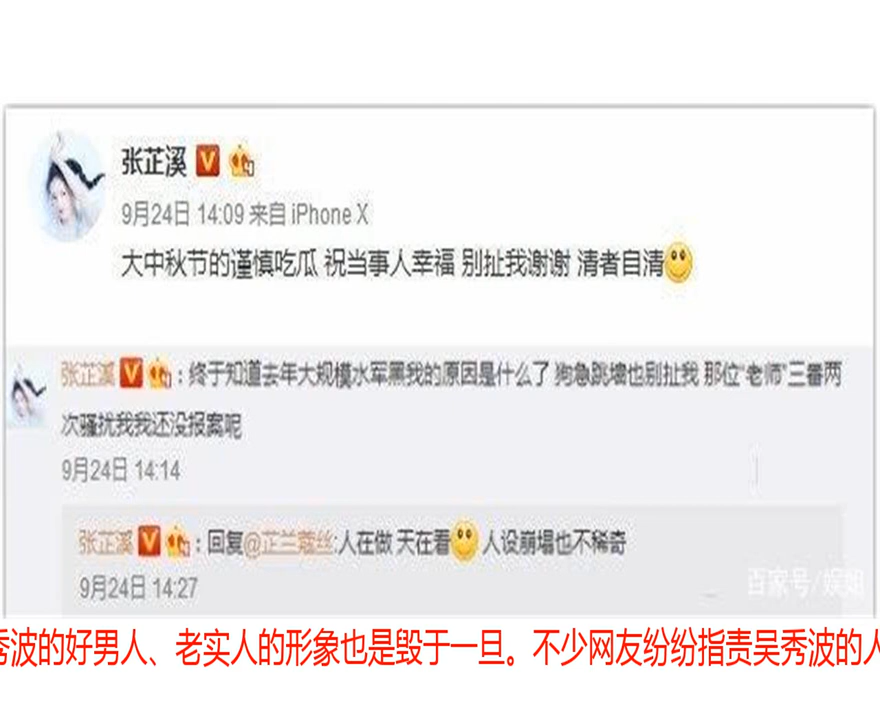 张芷溪
9月24日 14:09 来自 iPhone X
大中秋节的谨慎吃瓜 祝当事人幸福 别扯我谢谢 清者自清
张芷溪：终于知道去年大规模水军黑我的原因是什么了 狗急跳墙也别扯我 那位“老师”三番两
次骚扰我我还没报案呢
9月24日 14:14
张芷溪：回复@芷兰蔻丝:人在做 天在看 人设崩塌也不稀奇
9月24日 14:27
百家号/娱姐
秀波的好男人、老实人的形象也是毁于一旦。不少网友纷纷指责吴秀波的人